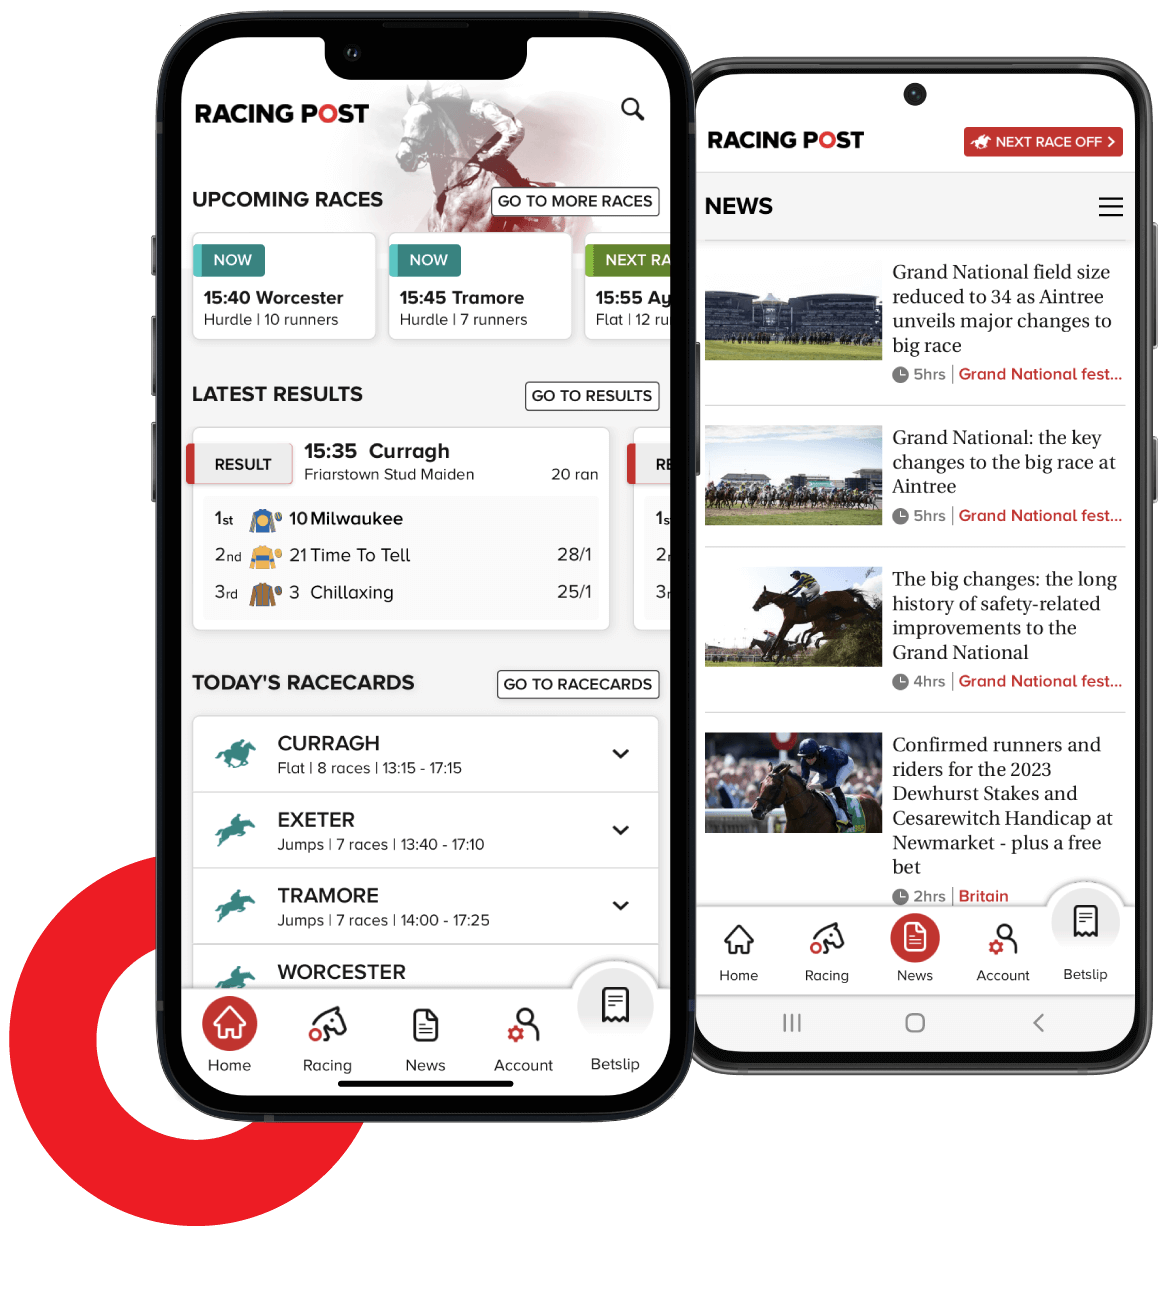 RACING POST
UPCOMING RACES
GO TO MORE RACES
NOW
15:40 Worcester
Hurdle | 10 runners
NOW
15:45 Tramore
Hurdle | 7 runners
NEXT RA
15:55 Ay
Flat | 12 ru
LATEST RESULTS
GO TO RESULTS
RESULT
15:35 Curragh
Friarstown Stud Maiden
20 ran
1st 10 Milwaukee
2nd 21 Time To Tell 28/1
3rd 3 Chillaxing 25/1
RE
1s
2n
3r
TODAY'S RACECARDS
GO TO RACECARDS
CURRAGH
Flat | 8 races | 13:15 - 17:15
EXETER
Jumps | 7 races | 13:40 - 17:10
TRAMORE
Jumps | 7 races | 14:00 - 17:25
WORCESTER
Home
Racing
News
Account
Betslip
RACING POST
NEXT RACE OFF
NEWS
Grand National field size
reduced to 34 as Aintree
unveils major changes to
big race
5hrs | Grand National fest...
Grand National: the key
changes to the big race at
Aintree
5hrs | Grand National fest...
The big changes: the long
history of safety-related
improvements to the
Grand National
4hrs | Grand National fest...
Confirmed runners and
riders for the 2023
Dewhurst Stakes and
Cesarewitch Handicap at
Newmarket - plus a free
bet
2hrs | Britain
Home
Racing
News
Account
Betslip